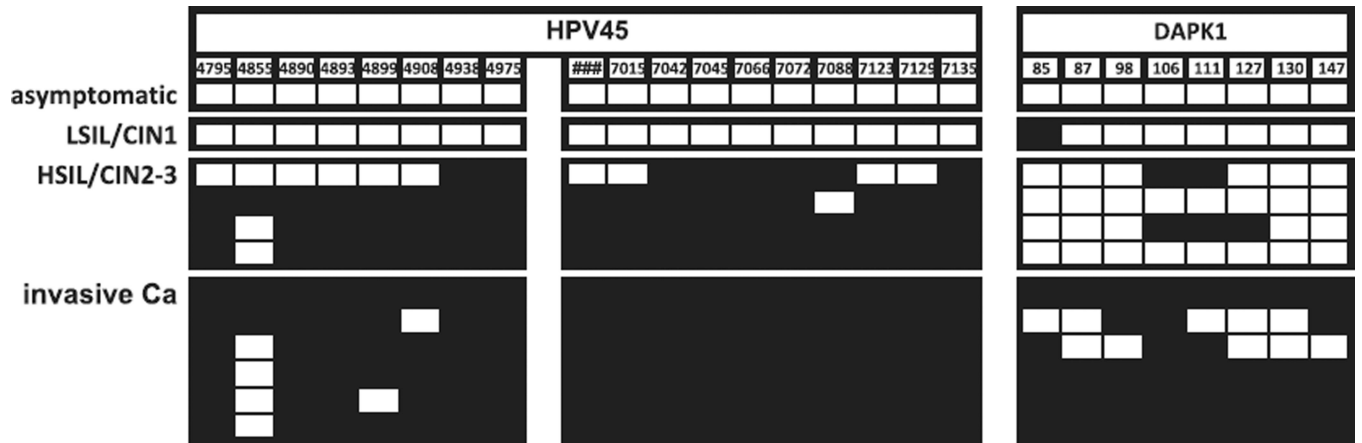 HPV45 DAPK1
4795 4855 4890 4893 4899 4908 4938 4975 ### 7015 7042 7045 7066 7072 7088 7123 7129 7135 85 87 98 106 111 127 130 147
asymptomatic
LSIL/CIN1
HSIL/CIN2-3
invasive Ca